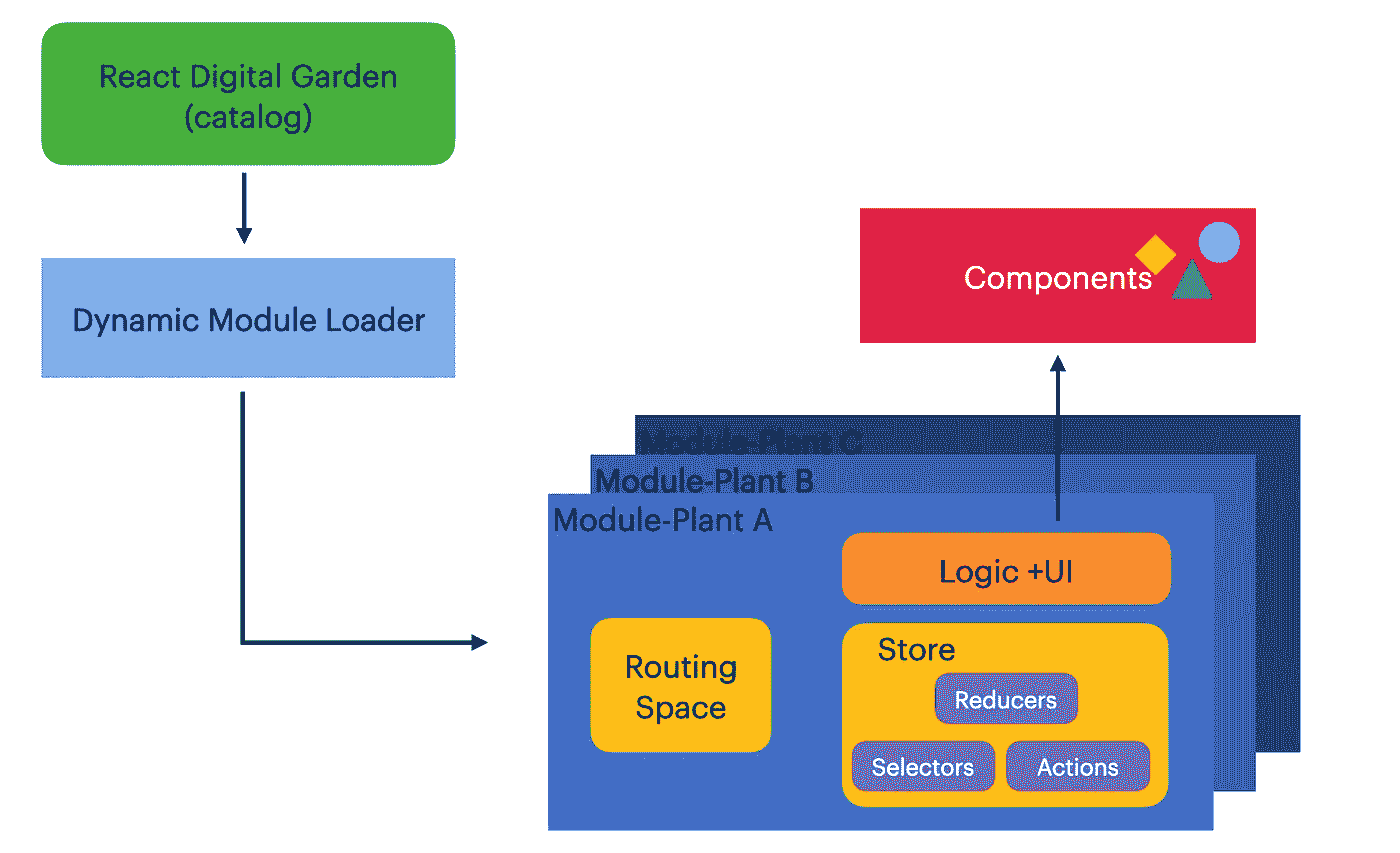 React Digital Garden
(catalog)
Dynamic Module Loader
Components
Module-Plant C
Module-Plant B
Module-Plant A
Logic +UI
Routing
Space
Store
Reducers
Selectors
Actions